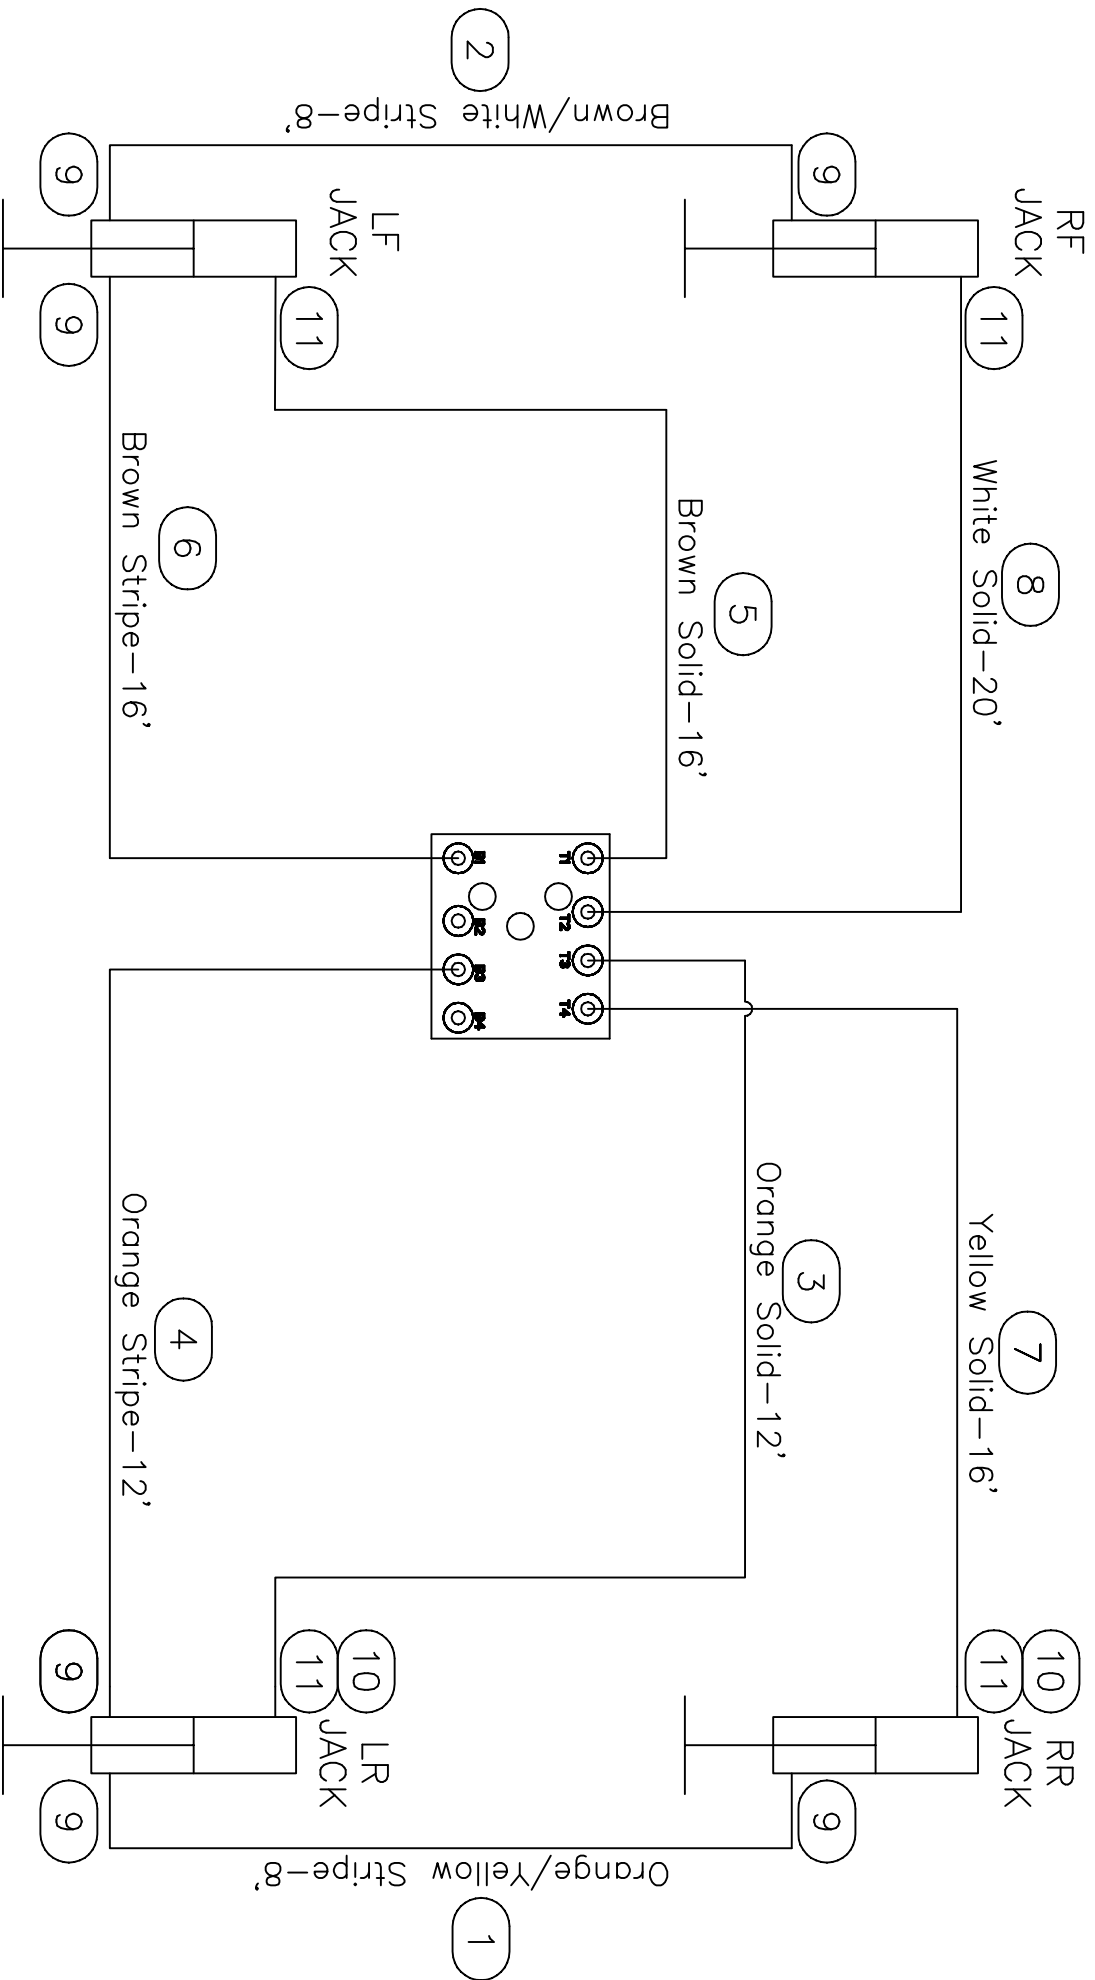 RF
JACK
9
11
White Solid-20'
8
2
Brown/White Stripe-8'
LF
JACK
9
9
11
Brown Solid-16'
5
Brown Stripe-16'
6
T1
T2
T3
T4
B1
B2
B3
B4
Yellow Solid-16'
7
Orange Solid-12'
3
Orange Stripe-12'
4
RR
JACK
10
11
9
LR
JACK
10
11
9
9
Orange/Yellow Stripe-8'
1